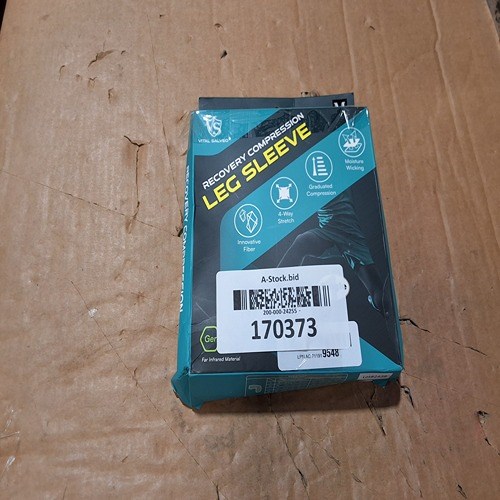 VITAL SALVEO
RECOVERY COMPRESSION
LEG SLEEVE
Innovative
Fiber
4-Way
Stretch
Graduated
Compression
Moisture
Wicking
RECOVERY COMPRESSION
A-Stock.bid
200-000-24255
170373
9548
Ger
Far Infrared Material